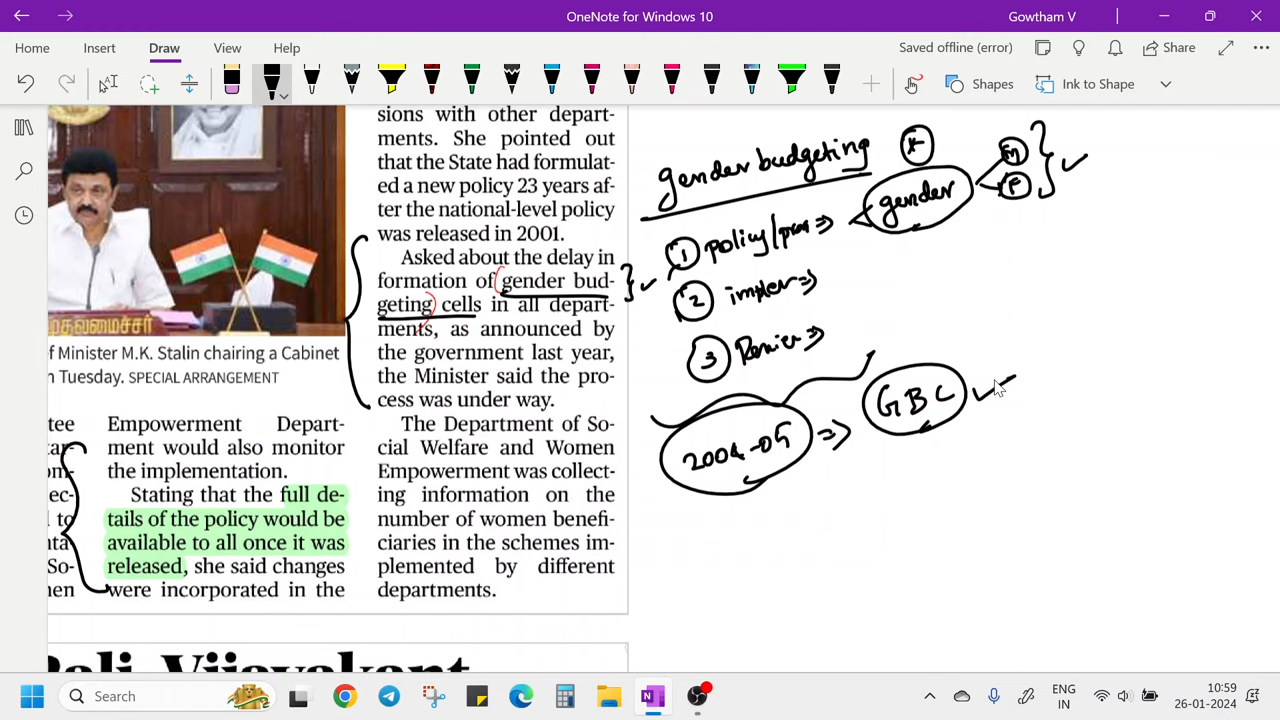 OneNote for Windows 10
Gowtham V
Home Insert Draw View Help
Saved offline (error)
Share
Shapes
Ink to Shape
முதலமைச்சர்
f Minister M.K. Stalin chairing a Cabinet
n Tuesday. SPECIAL ARRANGEMENT
tee
ec-
l to
So-
nen
Empowerment Depart-
ment would also monitor
the implementation.
Stating that the full de-
tails of the policy would be
available to all once it was
released, she said changes
were incorporated in the
sions with other depart-
ments. She pointed out
that the State had formulat-
ed a new policy 23 years af-
ter the national-level policy
was released in 2001.
Asked about the delay in
formation of gender bud-
geting cells in all depart-
ments, as announced by
the government last year,
the Minister said the pro-
cess was under way.
The Department of So-
cial Welfare and Women
Empowerment was collect-
ing information on the
number of women benefi-
ciaries in the schemes im-
plemented by different
departments.
gender budgeting
gender
M
F
1 policy/
2
3
2004-05 => GBC
Search
ENG
IN
10:59
26-01-2024